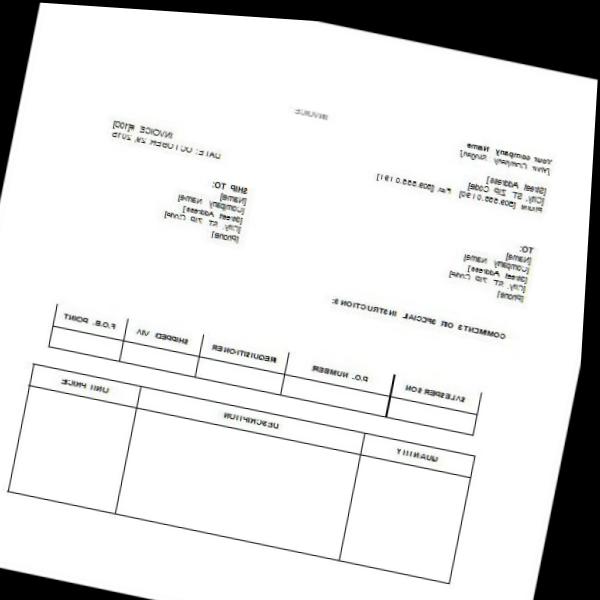 INVOICE
Your company Name
[Your Company Slogan]
[Street Address]
[City, ST ZIP Code]
Phone [509.555.0190] Fax [509.555.0191]
INVOICE #[100]
DATE: OCTOBER 29, 2015
TO:
[Name]
[Company Name]
[Street Address]
[City, ST ZIP Code]
[Phone]
SHIP TO:
[Name]
[Company Name]
[Street Address]
[City, ST ZIP Code]
[Phone]
COMMENTS OR SPECIAL INSTRUCTIONS:
SALESPERSON P.O. NUMBER REQUISITIONER SHIPPED VIA F.O.B. POINT
QUANTITY DESCRIPTION UNIT PRICE